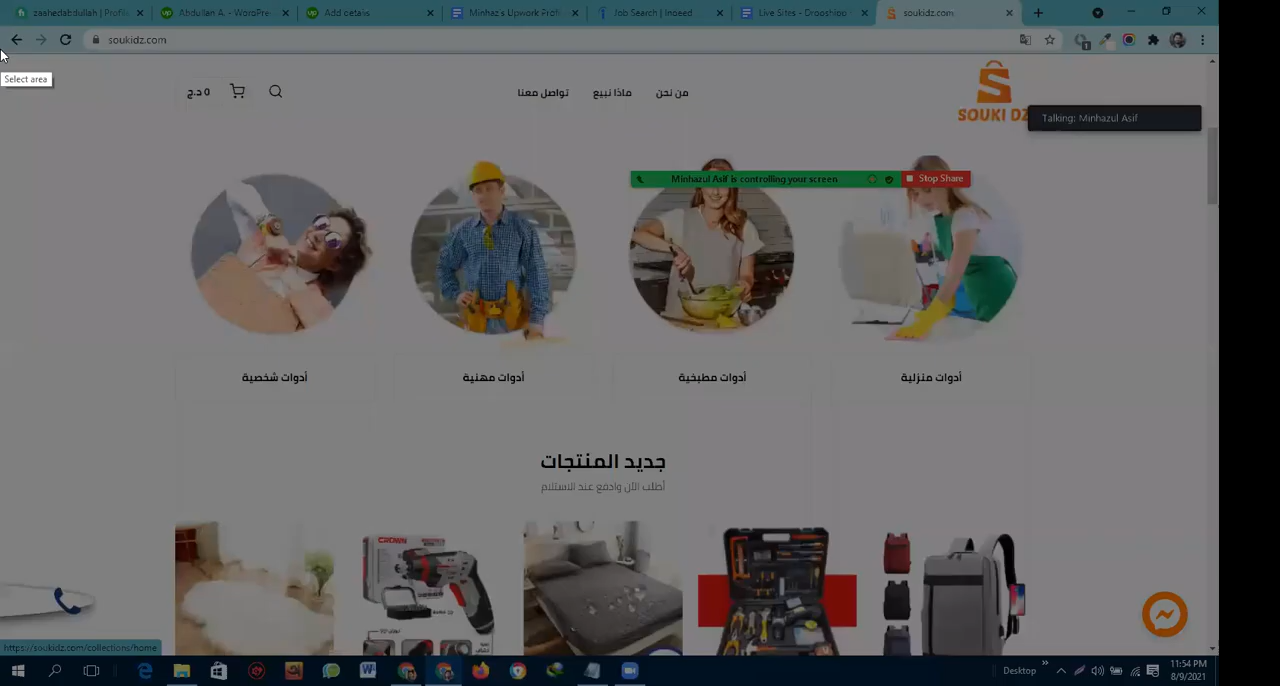 zaahedabdullah | Profile
Abdullah A. - WordPre
Add details
Minhaz's Upwork Profi
Job Search | Indeed
Live Sites - Dropshipp
soukidz.com
soukidz.com
Select area
0 د.ج
تواصل معنا
ماذا نبيع
من نحن
SOUKI DZ
Talking: Minhazul Asif
Minhazul Asif is controlling your screen
Stop Share
أدوات شخصية
أدوات مهنية
أدوات مطبخية
أدوات منزلية
جديد المنتجات
أطلب الآن وادفع عند الاستلام
CROWN
https://soukidz.com/collections/home
Desktop
11:54 PM
8/9/2021